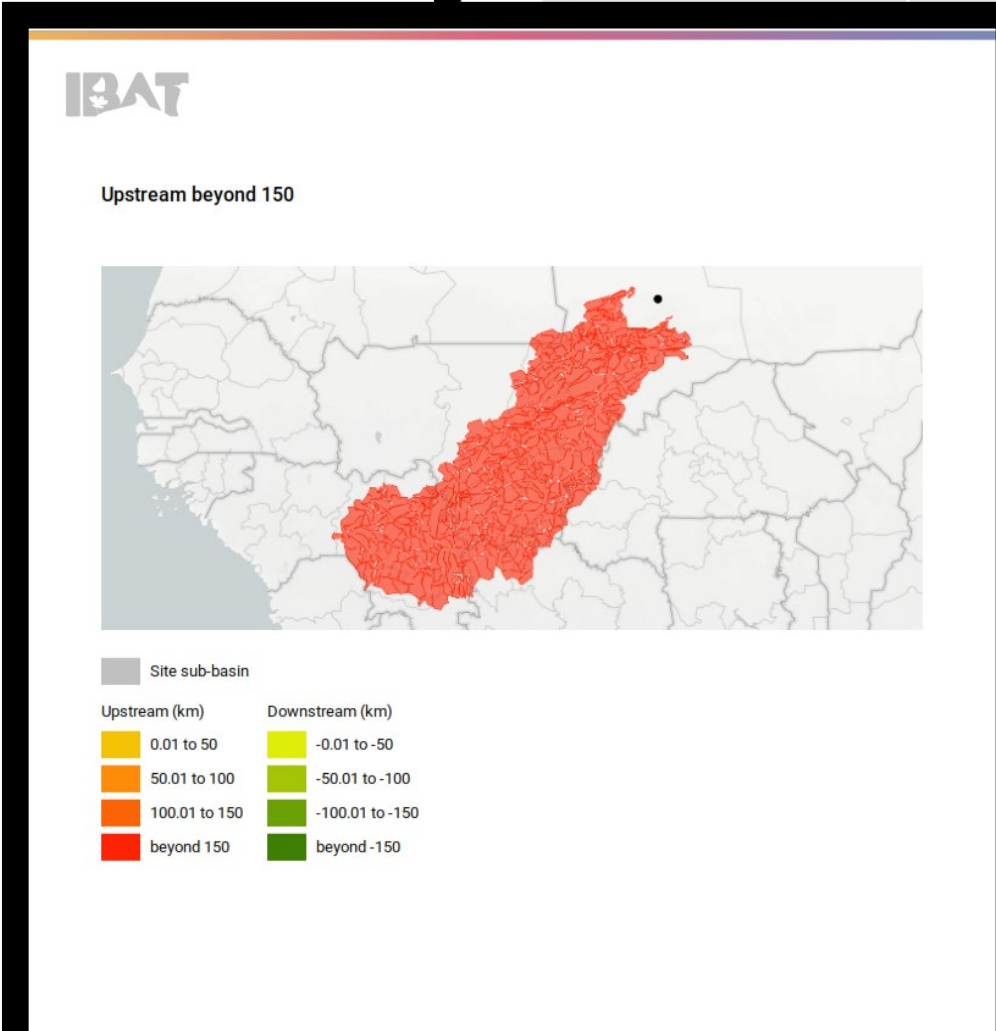 IBAT
Upstream beyond 150
Site sub-basin
Upstream (km)
Downstream (km)
0.01 to 50
-0.01 to -50
50.01 to 100
-50.01 to -100
100.01 to 150
-100.01 to -150
beyond 150
beyond -150